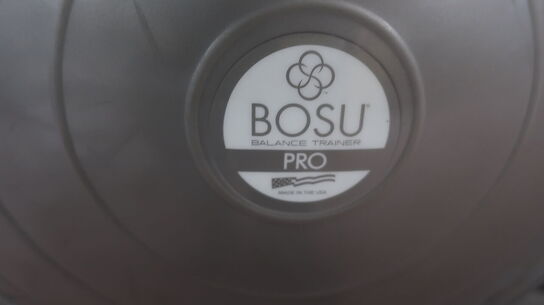 BOSU®
BALANCE TRAINER
PRO
MADE IN THE USA